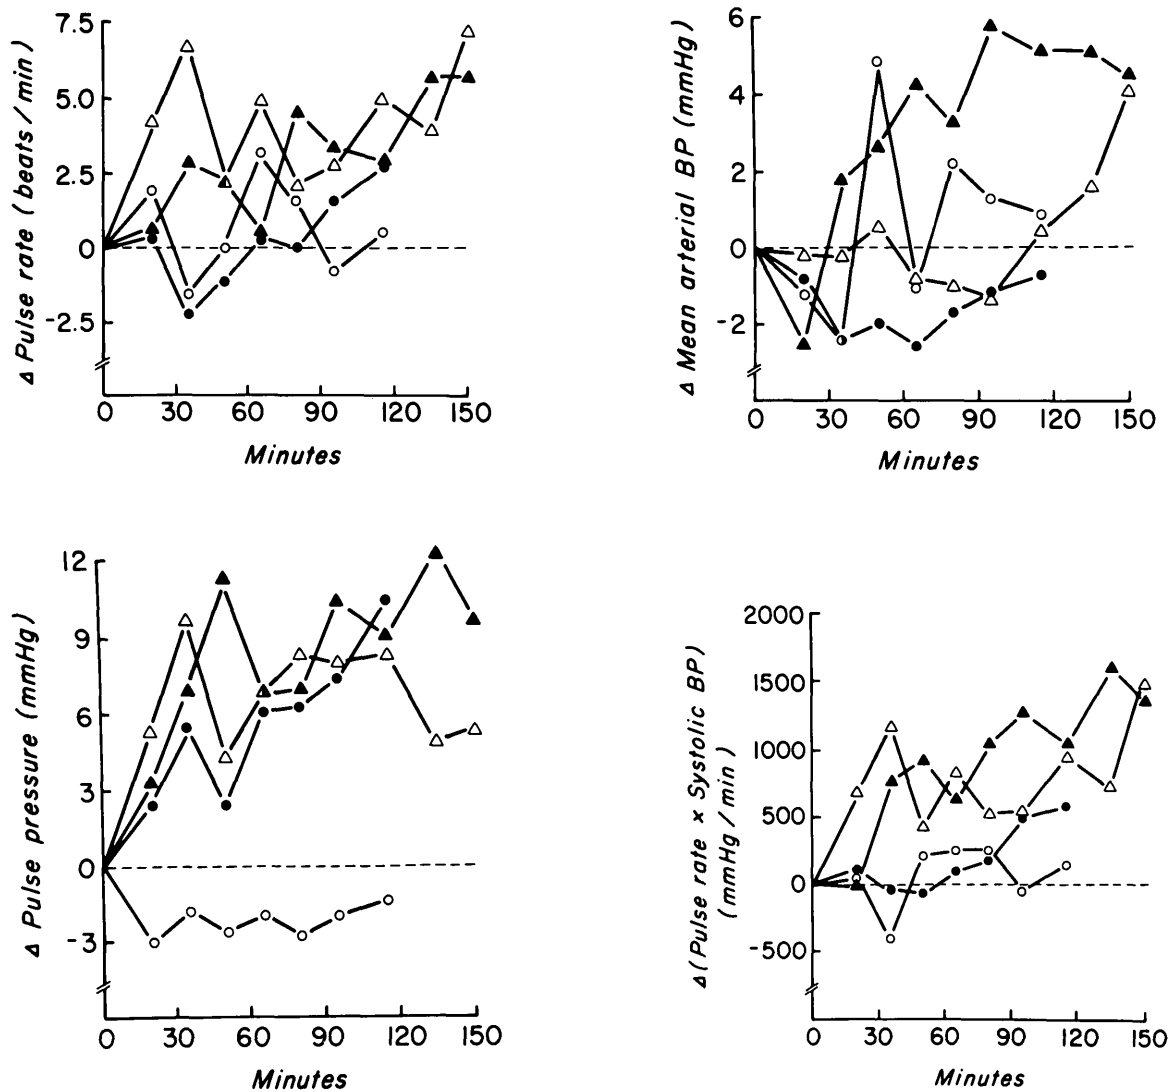 Δ Pulse rate (beats/min)
7.5
5.0
2.5
0
-2.5
0 30 60 90 120 150
Minutes
Δ Mean arterial BP (mmHg)
6
4
2
0
-2
0 30 60 90 120 150
Minutes
Δ Pulse pressure (mmHg)
12
9
6
3
0
-3
0 30 60 90 120 150
Minutes
Δ(Pulse rate × Systolic BP)
(mmHg/min)
2000
1500
1000
500
0
-500
0 30 60 90 120 150
Minutes